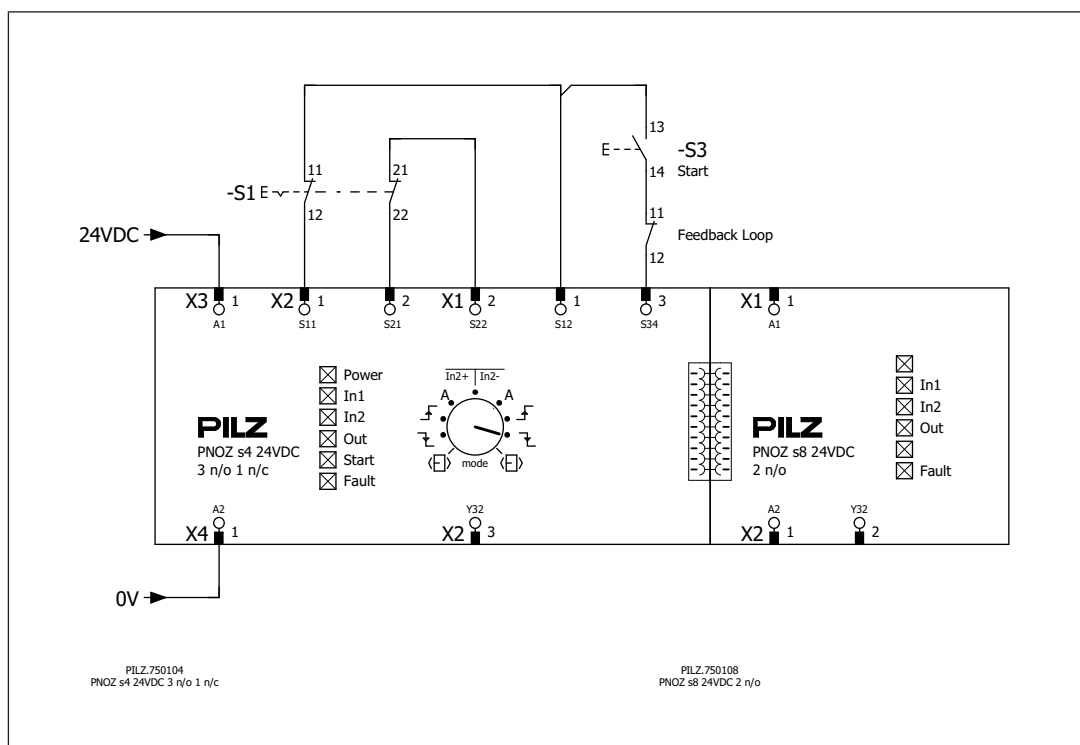 13
-S3
14
Start
11
21
-S1
12
22
11
Feedback Loop
12
24VDC
X3 1
X2 1
2
X1 2
1
3
X1 1
A1
S11
S21
S22
S12
S34
A1
In2+ In2-
A A
Power
In1
In2
Out
Start
Fault
mode
PILZ
PNOZ s4 24VDC
3 n/o 1 n/c
In1
In2
Out
Fault
PILZ
PNOZ s8 24VDC
2 n/o
A2
X4 1
Y32
X2 3
A2
X2 1
Y32
2
0V
PILZ.750104
PNOZ s4 24VDC 3 n/o 1 n/c
PILZ.750108
PNOZ s8 24VDC 2 n/o